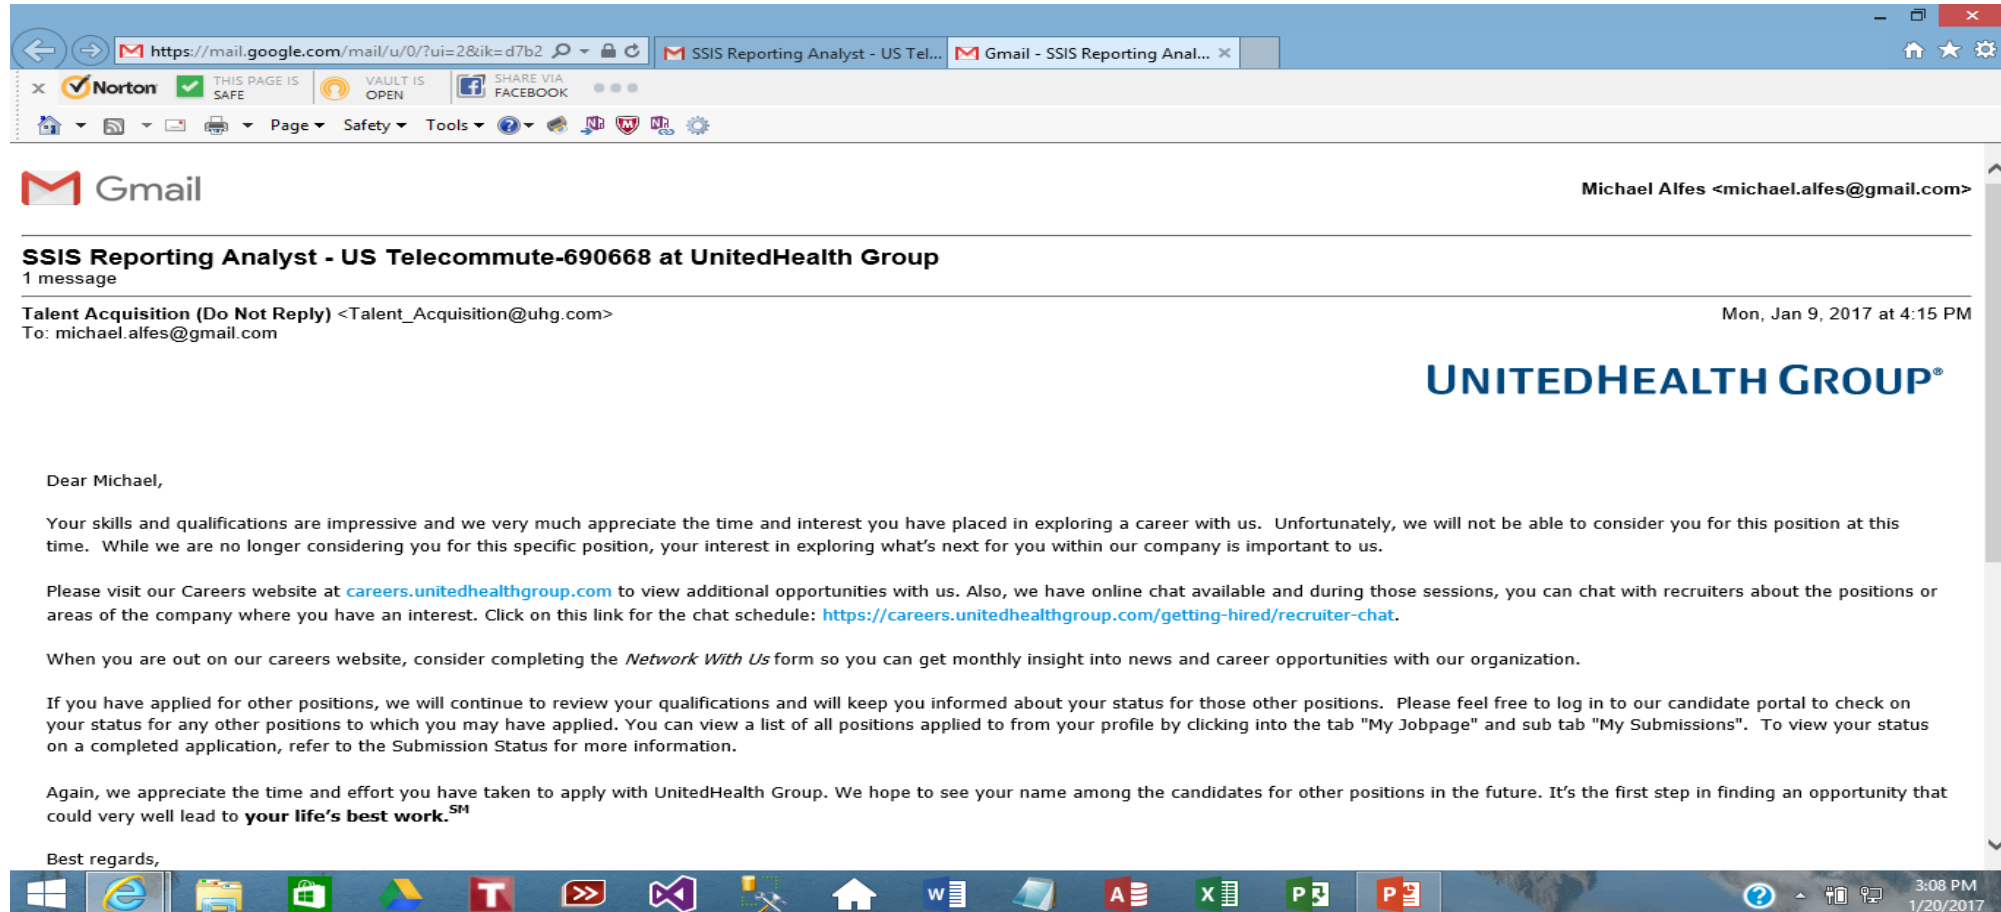 https://mail.google.com/mail/u/0/?ui=2&ik=d7b2
SSIS Reporting Analyst - US Tel...
Gmail - SSIS Reporting Anal...
Norton
THIS PAGE IS SAFE
VAULT IS OPEN
SHARE VIA FACEBOOK
Page
Safety
Tools
Gmail
Michael Alfes <michael.alfes@gmail.com>
SSIS Reporting Analyst - US Telecommute-690668 at UnitedHealth Group
1 message
Talent Acquisition (Do Not Reply) <Talent_Acquisition@uhg.com>
Mon, Jan 9, 2017 at 4:15 PM
To: michael.alfes@gmail.com
UNITEDHEALTH GROUP®
Dear Michael,
Your skills and qualifications are impressive and we very much appreciate the time and interest you have placed in exploring a career with us.  Unfortunately, we will not be able to consider you for this position at this
time.  While we are no longer considering you for this specific position, your interest in exploring what's next for you within our company is important to us.
Please visit our Careers website at careers.unitedhealthgroup.com to view additional opportunities with us. Also, we have online chat available and during those sessions, you can chat with recruiters about the positions or
areas of the company where you have an interest. Click on this link for the chat schedule: https://careers.unitedhealthgroup.com/getting-hired/recruiter-chat.
When you are out on our careers website, consider completing the Network With Us form so you can get monthly insight into news and career opportunities with our organization.
If you have applied for other positions, we will continue to review your qualifications and will keep you informed about your status for those other positions.  Please feel free to log in to our candidate portal to check on
your status for any other positions to which you may have applied. You can view a list of all positions applied to from your profile by clicking into the tab "My Jobpage" and sub tab "My Submissions".  To view your status
on a completed application, refer to the Submission Status for more information.
Again, we appreciate the time and effort you have taken to apply with UnitedHealth Group. We hope to see your name among the candidates for other positions in the future. It's the first step in finding an opportunity that
could very well lead to your life's best work.SM
Best regards,
3:08 PM
1/20/2017